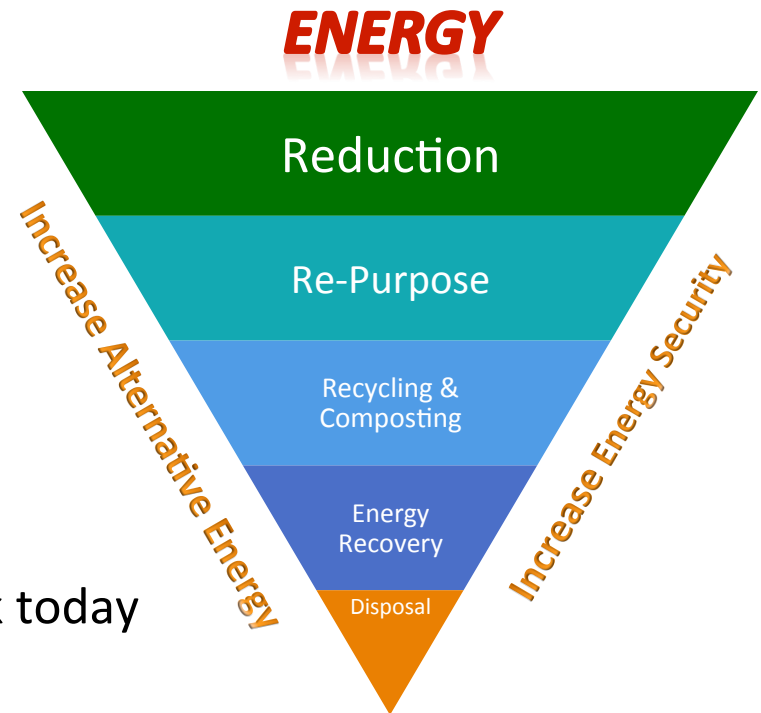 ENERGY
Reduction
Re-Purpose
Recycling &
Composting
Energy
Recovery
Disposal
Increase Alternative Energy
Increase Energy Security
today